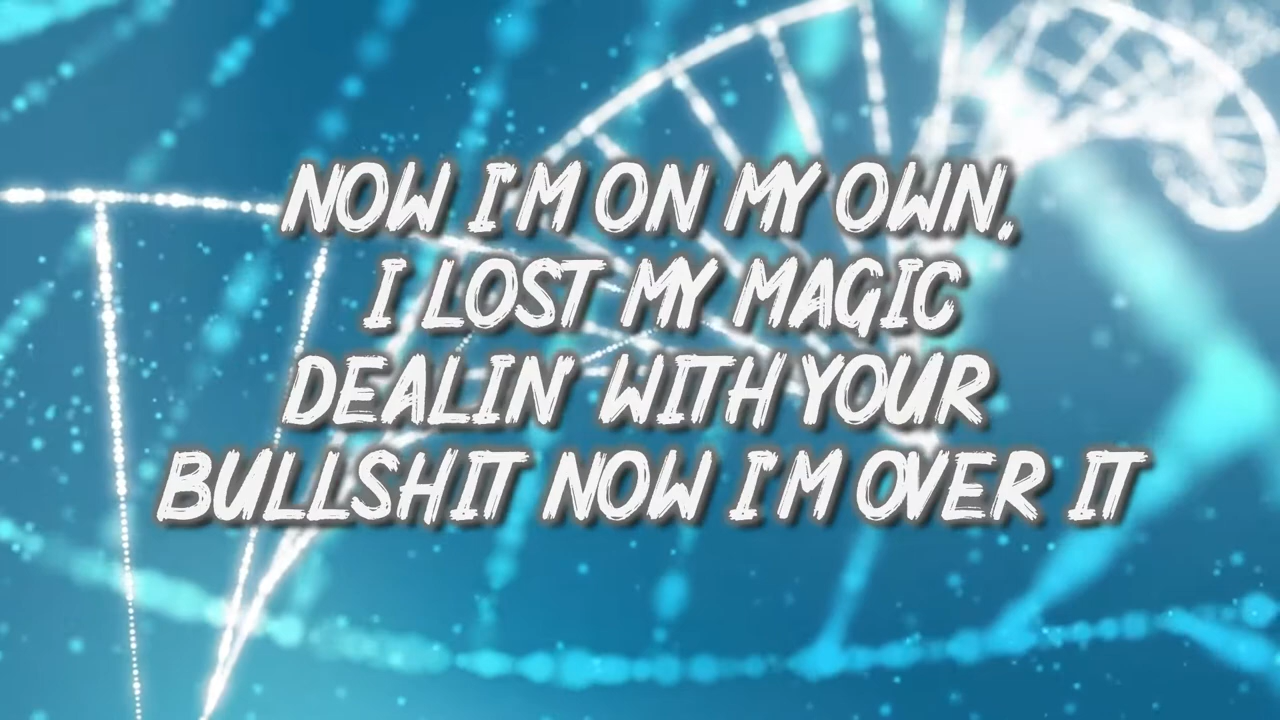 NOW I'M ON MY OWN,
I LOST MY MAGIC
DEALIN' WITH YOUR
BULLSHIT NOW I'M OVER IT